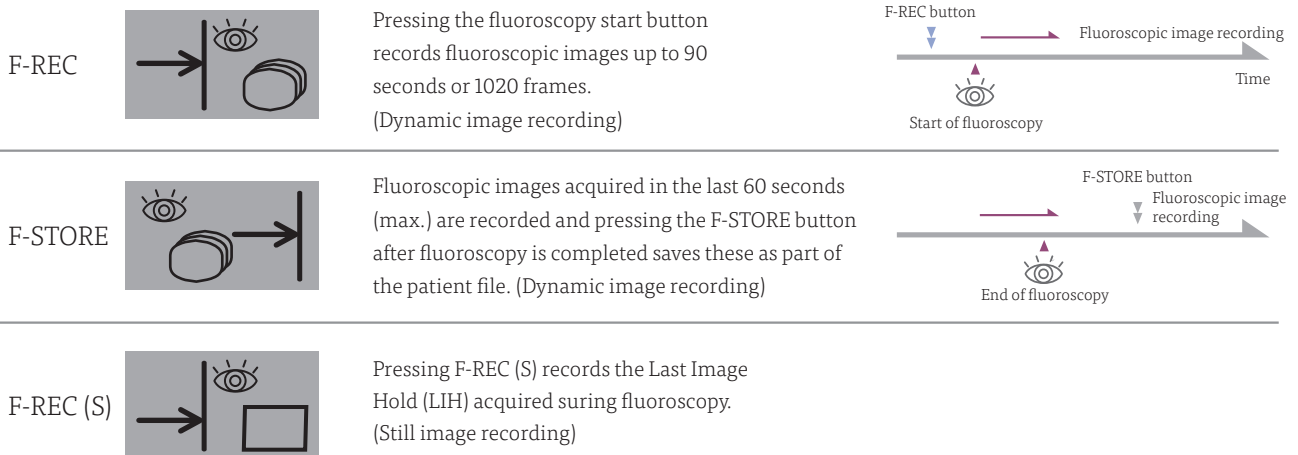 F-REC
Pressing the fluoroscopy start button
records fluoroscopic images up to 90
seconds or 1020 frames.
(Dynamic image recording)
F-REC button
Fluoroscopic image recording
Time
Start of fluoroscopy
F-STORE
Fluoroscopic images acquired in the last 60 seconds
(max.) are recorded and pressing the F-STORE button
after fluoroscopy is completed saves these as part of
the patient file. (Dynamic image recording)
F-STORE button
Fluoroscopic image
recording
End of fluoroscopy
F-REC (S)
Pressing F-REC (S) records the Last Image
Hold (LIH) acquired suring fluoroscopy.
(Still image recording)